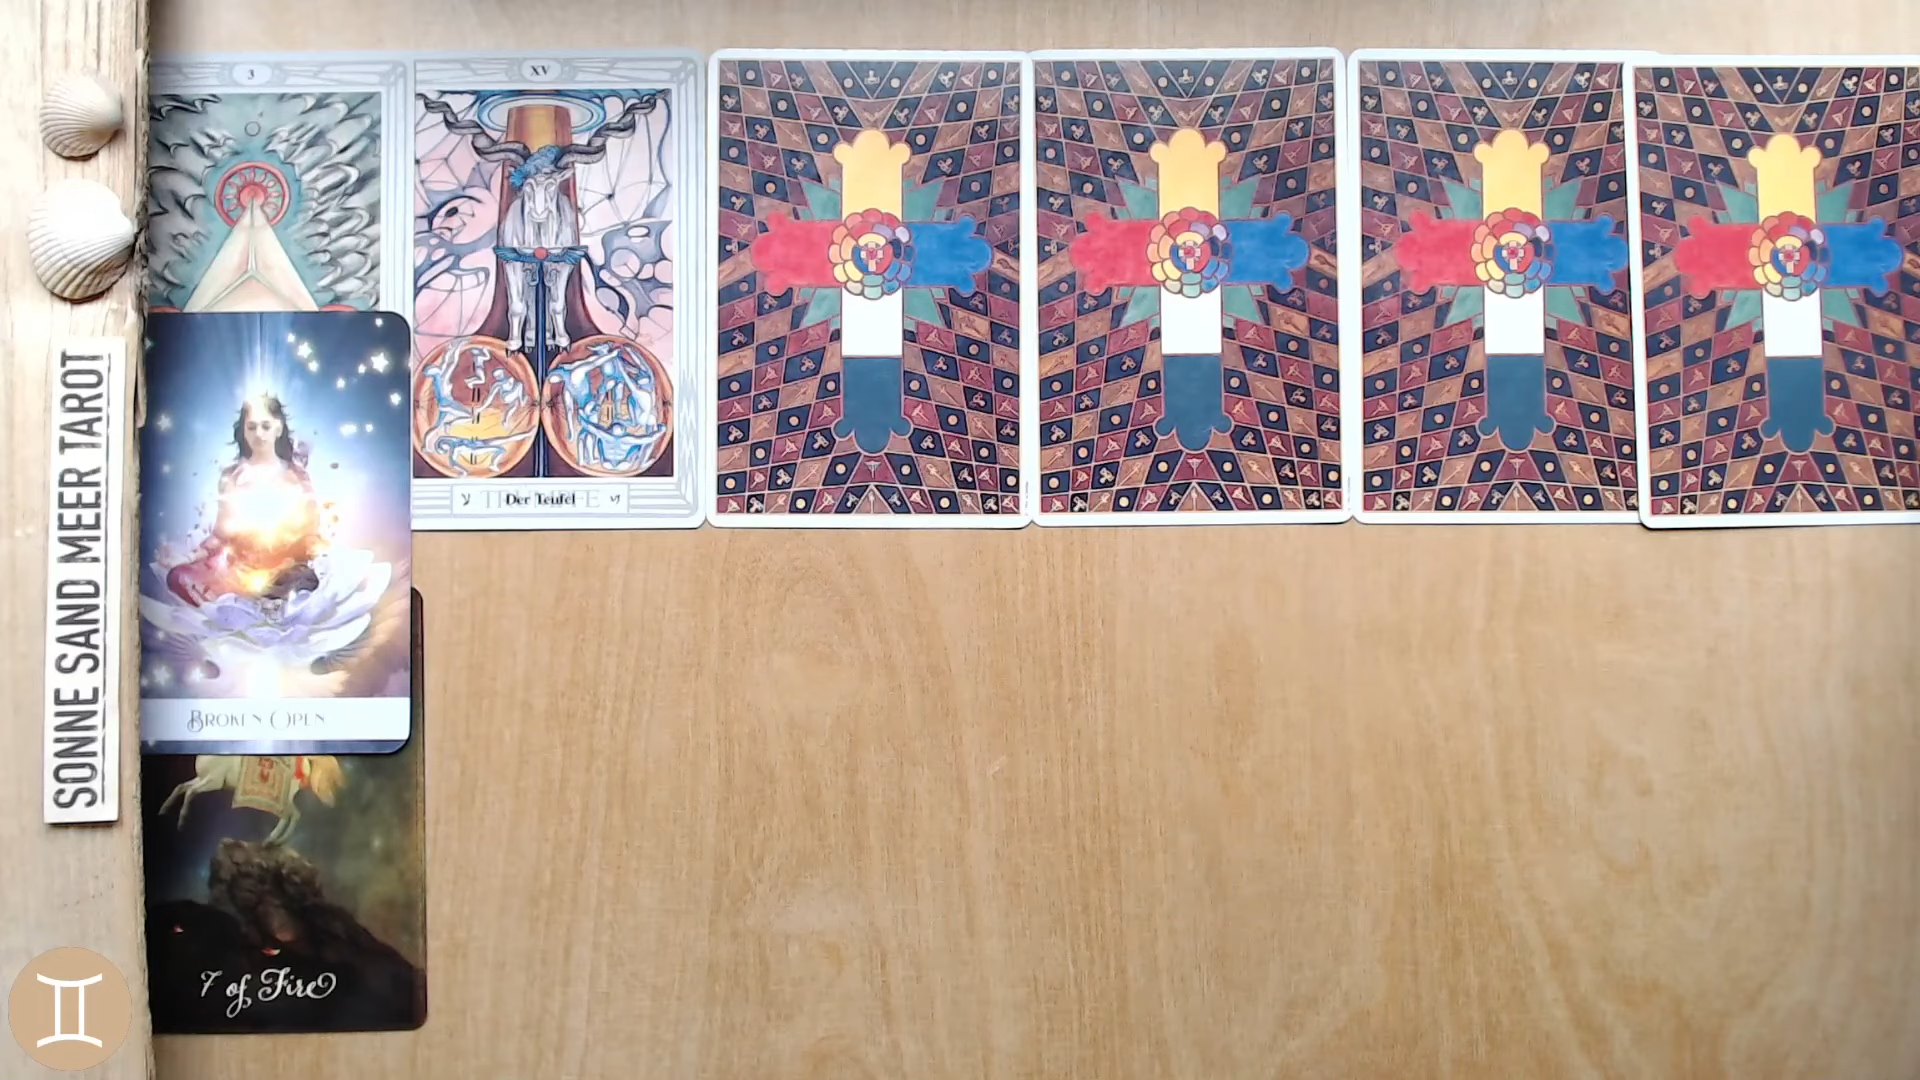 3
XV
Der Teufel
SONNE SAND MEER TAROT
BROKEN OPEN
7 of Fire